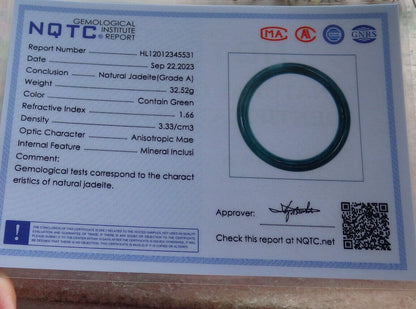 NQTC GEMOLOGICAL INSTITUTE ® REPORT
MA
GNBS
Report Number HL12012345531
Date Sep 22,2023
Conclusion Natural Jadeite(Grade A)
Weight 32.52g
Color Contain Green
Refractive Index 1.66
Density 3.33/cm3
Optic Character Anisotropic Mae
Internal Feature Mineral Inclusi
Comment:
Gemological tests correspond to the charact
eristics of natural jadeite.
Approver:
Check this report at NQTC.net